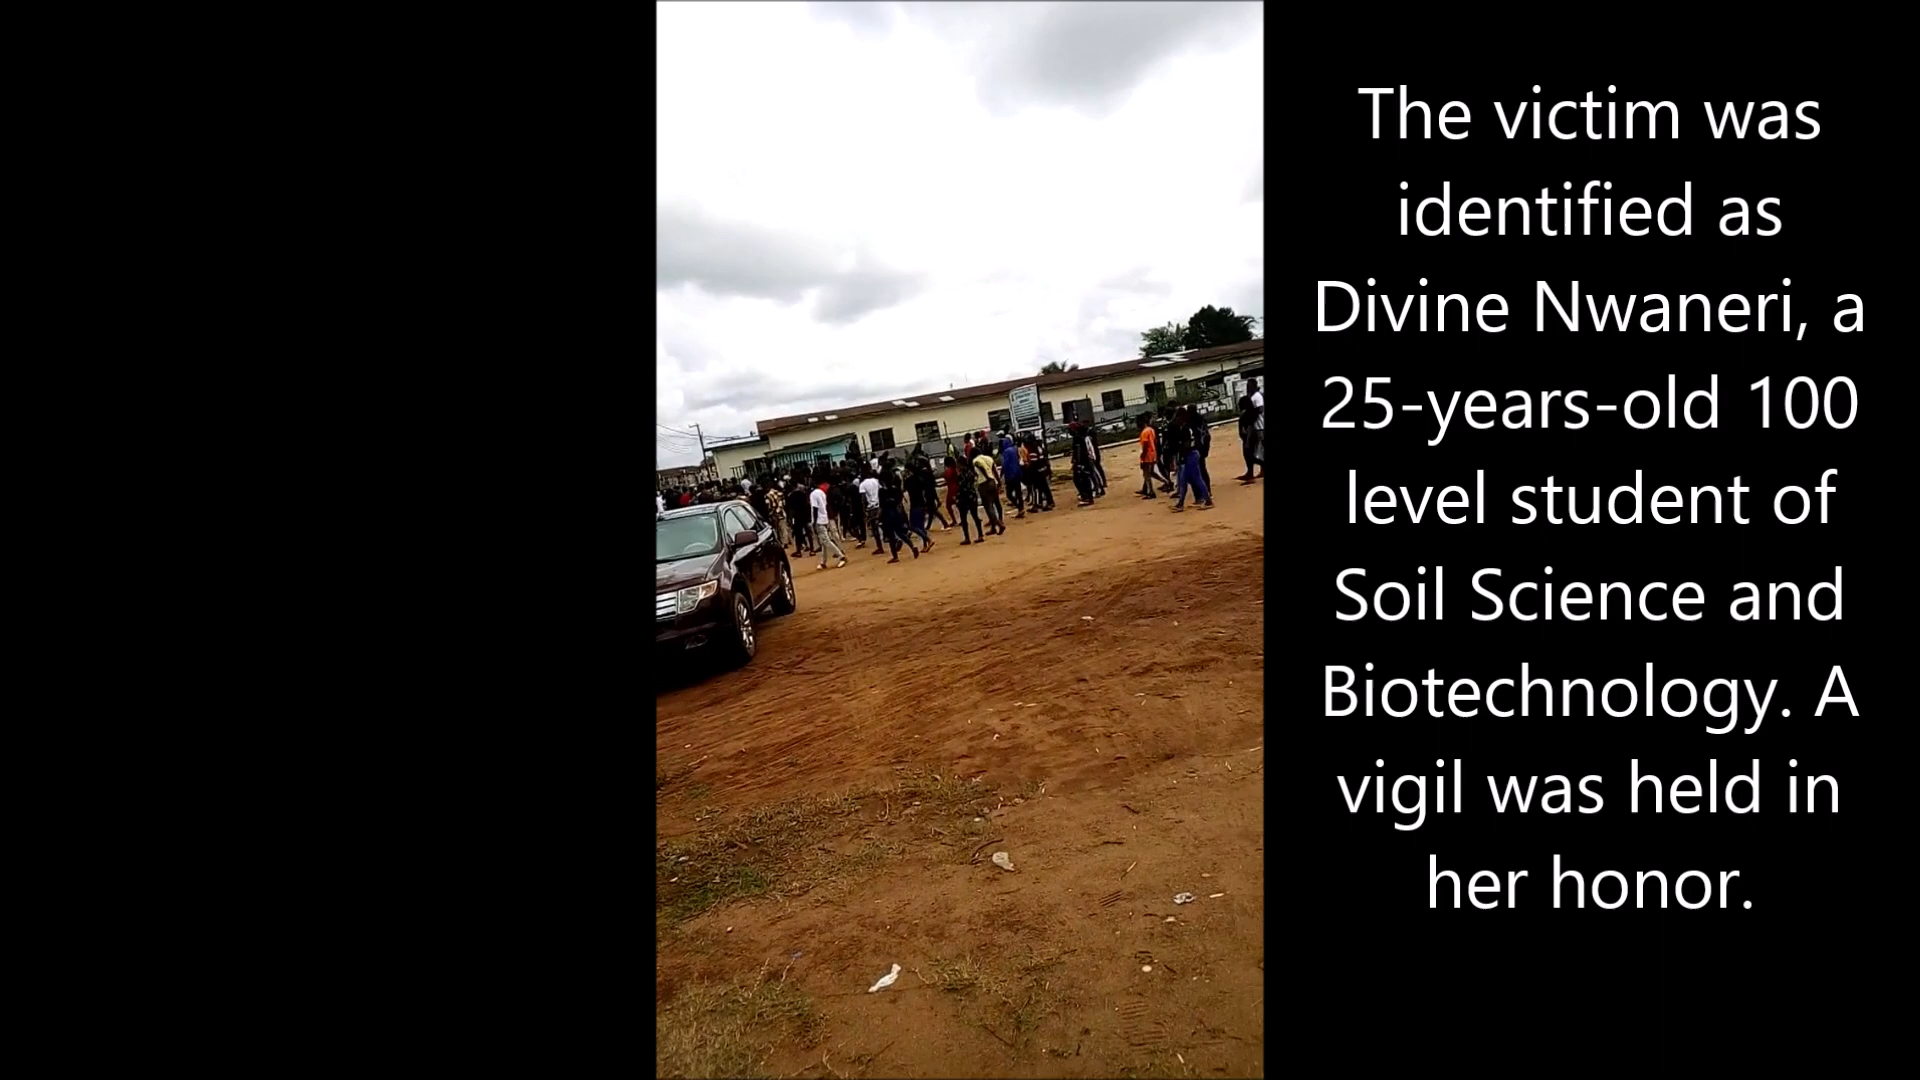 The victim was
identified as
Divine Nwaneri, a
25-years-old 100
level student of
Soil Science and
Biotechnology. A
vigil was held in
her honor.